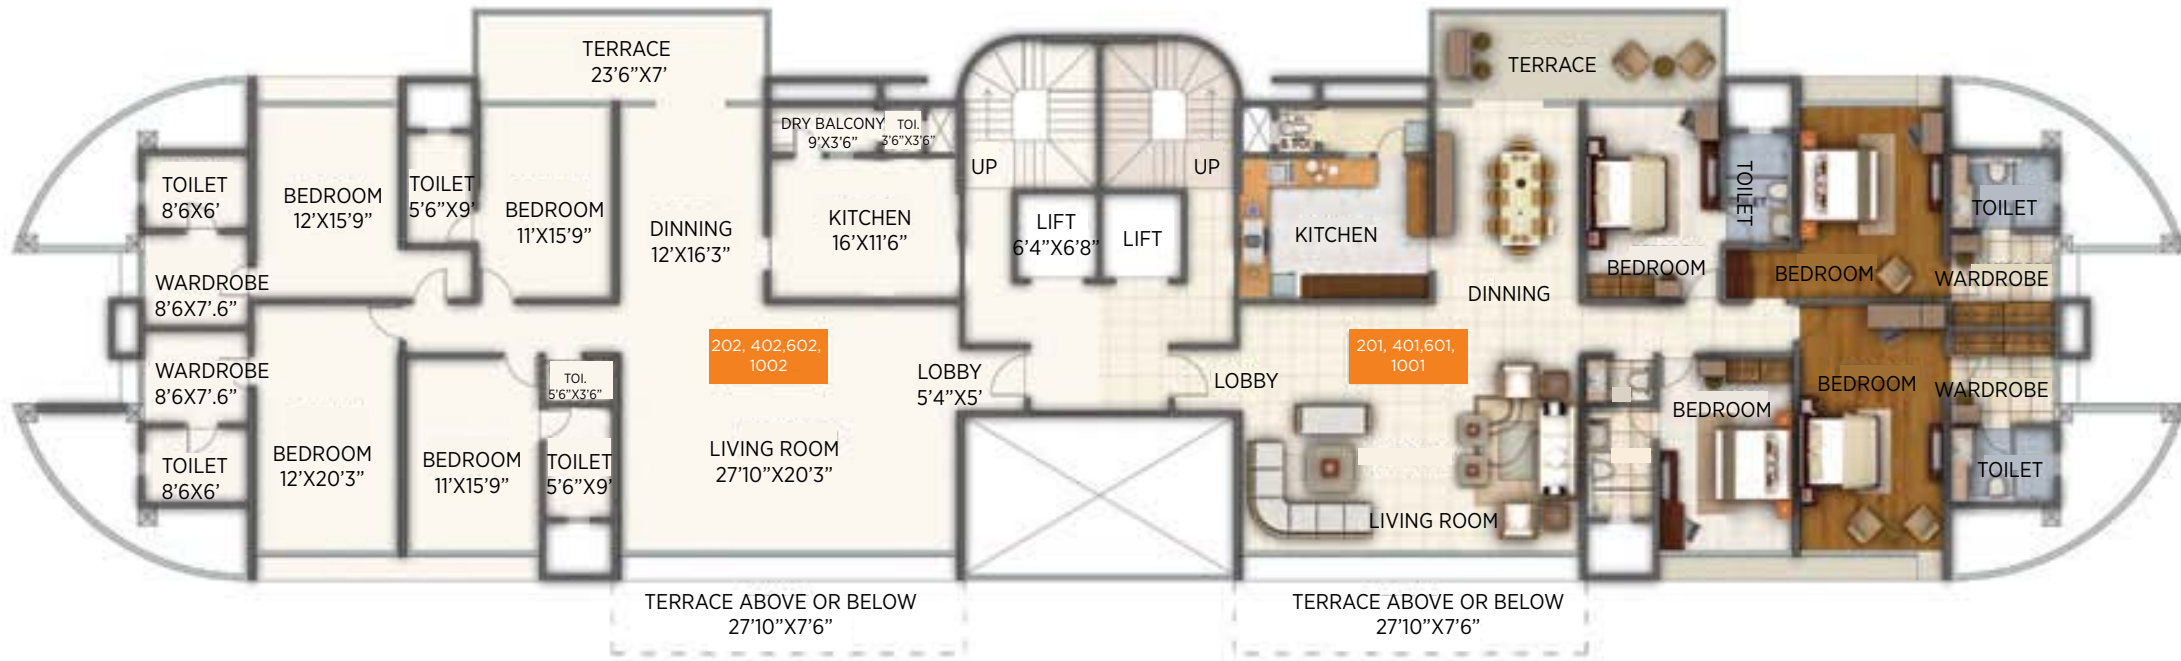 TERRACE
23'6"X7'
TERRACE
DRY BALCONY
9'X3'6"
TOI.
3'6"X3'6"
UP
UP
TOILET
8'6X6'
BEDROOM
12'X15'9"
TOILET
5'6"X9'
BEDROOM
11'X15'9"
DINNING
12'X16'3"
KITCHEN
16'X11'6"
LIFT
6'4"X6'8"
LIFT
KITCHEN
DINNING
BEDROOM
TOILET
BEDROOM
TOILET
WARDROBE
WARDROBE
8'6X7'.6"
WARDROBE
8'6X7'.6"
202, 402,602,
1002
LOBBY
5'4"X5'
LOBBY
201, 401,601,
1001
TOI.
5'6"X3'6"
BEDROOM
BEDROOM
WARDROBE
TOILET
8'6X6'
BEDROOM
12'X20'3"
BEDROOM
11'X15'9"
TOILET
5'6"X9'
LIVING ROOM
27'10"X20'3"
LIVING ROOM
TOILET
TERRACE ABOVE OR BELOW
27'10"X7'6"
TERRACE ABOVE OR BELOW
27'10"X7'6"